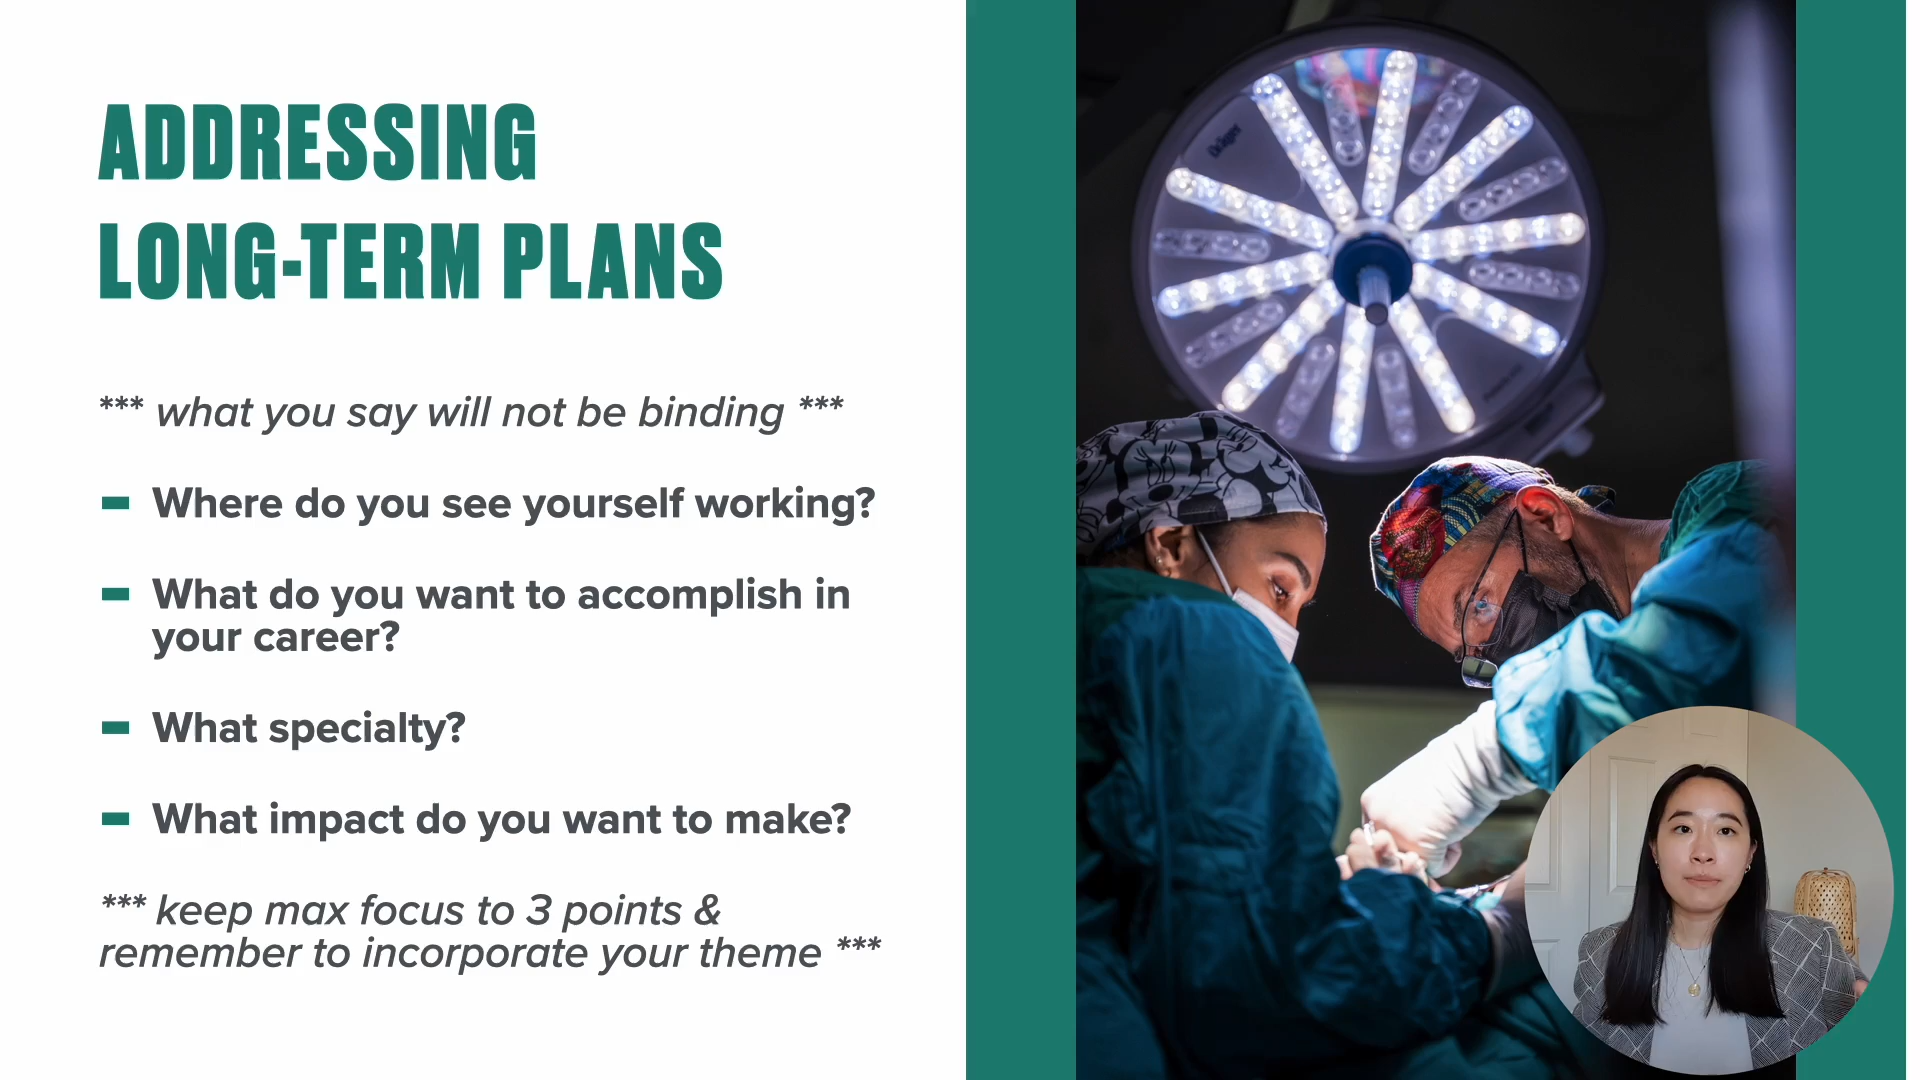 ADDRESSING
LONG-TERM PLANS
*** what you say will not be binding ***
Where do you see yourself working?
What do you want to accomplish in
your career?
What specialty?
What impact do you want to make?
*** keep max focus to 3 points &
remember to incorporate your theme ***
Dräger